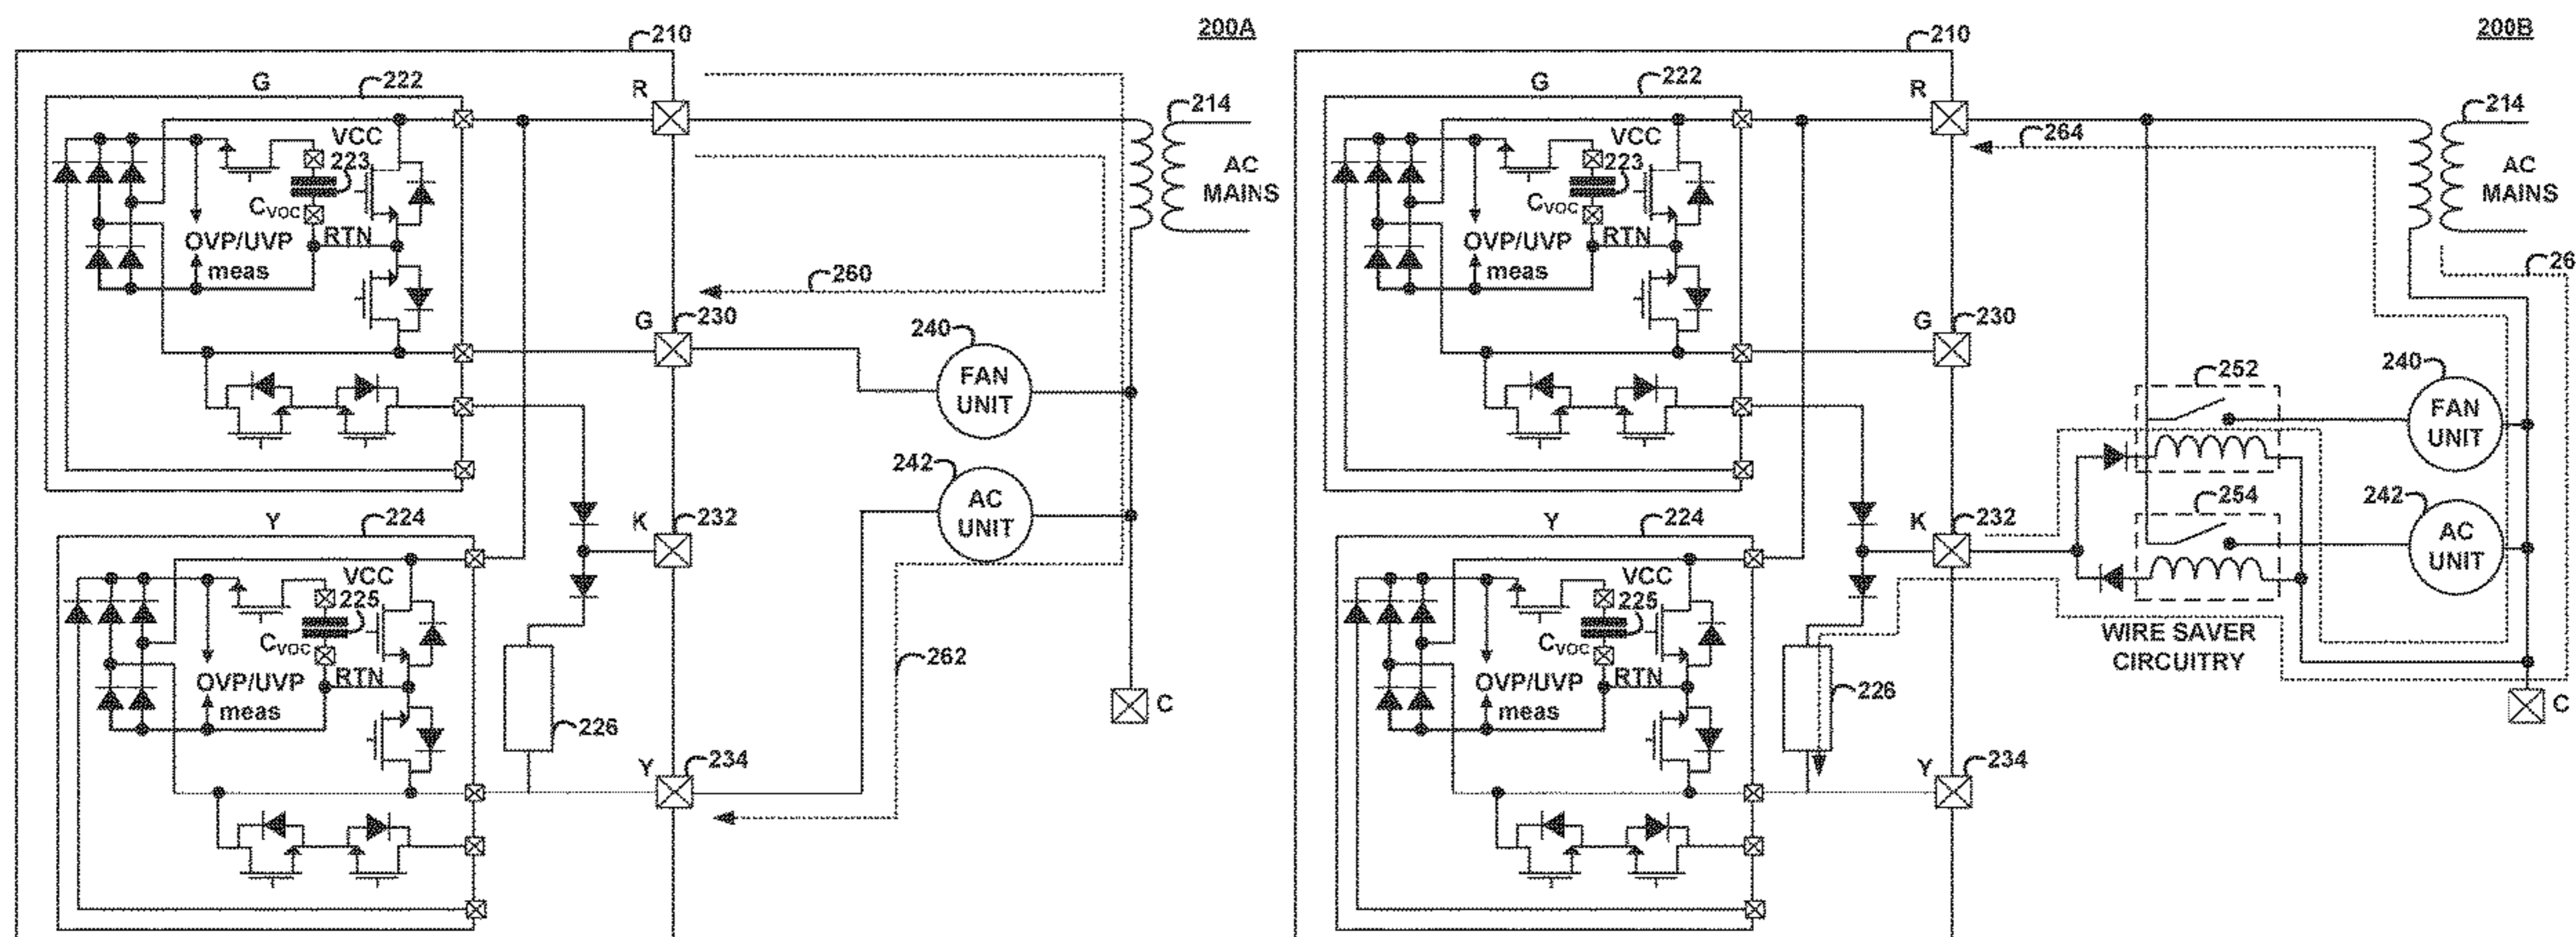 200A
210
G
222
R
214
AC
MAINS
VCC
223
CVOC
RTN
OVP/UVP
meas
260
G
230
240
FAN
UNIT
242
AC
UNIT
K
232
Y
224
VCC
225
CVOC
RTN
OVP/UVP
meas
226
262
Y
234
C
200B
210
G
222
R
264
214
AC
MAINS
VCC
223
CVOC
RTN
OVP/UVP
meas
26
G
230
252
240
FAN
UNIT
254
242
AC
UNIT
K
232
WIRE SAVER
CIRCUITRY
Y
224
VCC
225
CVOC
RTN
OVP/UVP
meas
226
Y
234
C